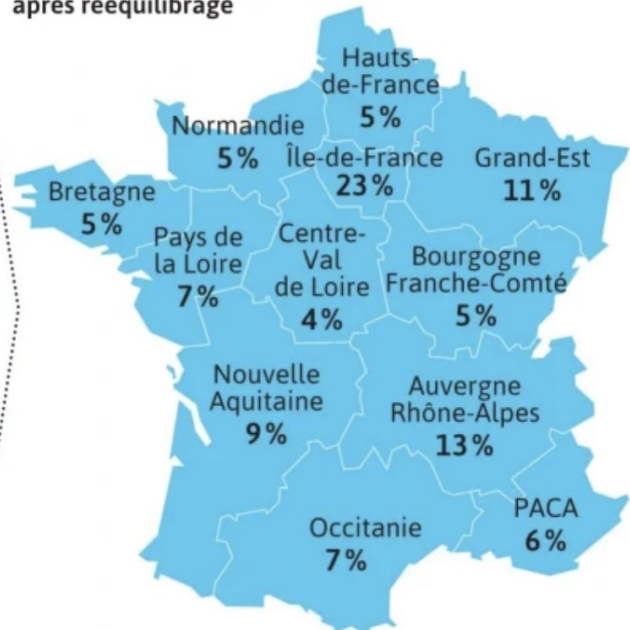 après rééquilibrage
Hauts-
de-France
5 %
Normandie
5 %
Île-de-France
23 %
Grand-Est
11 %
Bretagne
5 %
Pays de
la Loire
7 %
Centre-
Val
de Loire
4 %
Bourgogne
Franche-Comté
5 %
Nouvelle
Aquitaine
9 %
Auvergne
Rhône-Alpes
13 %
PACA
6 %
Occitanie
7 %